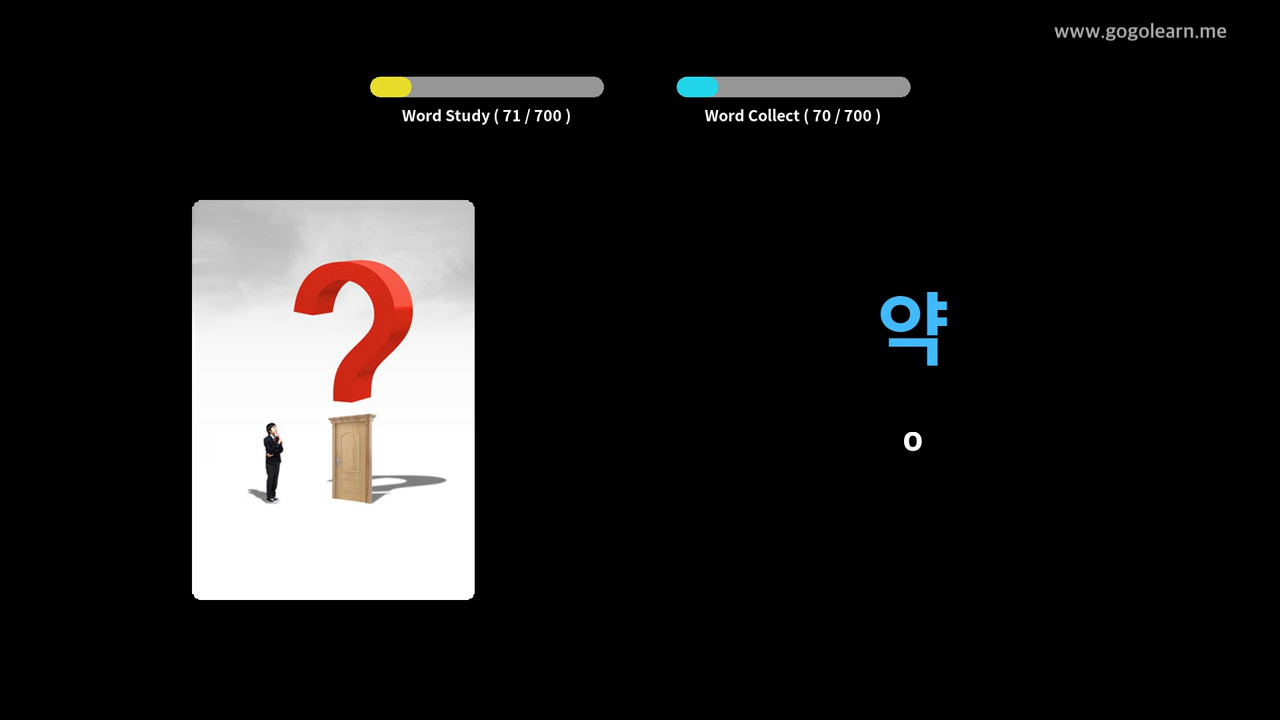 www.gogolearn.me
Word Study ( 71 / 700 )
Word Collect ( 70 / 700 )
?
약
o